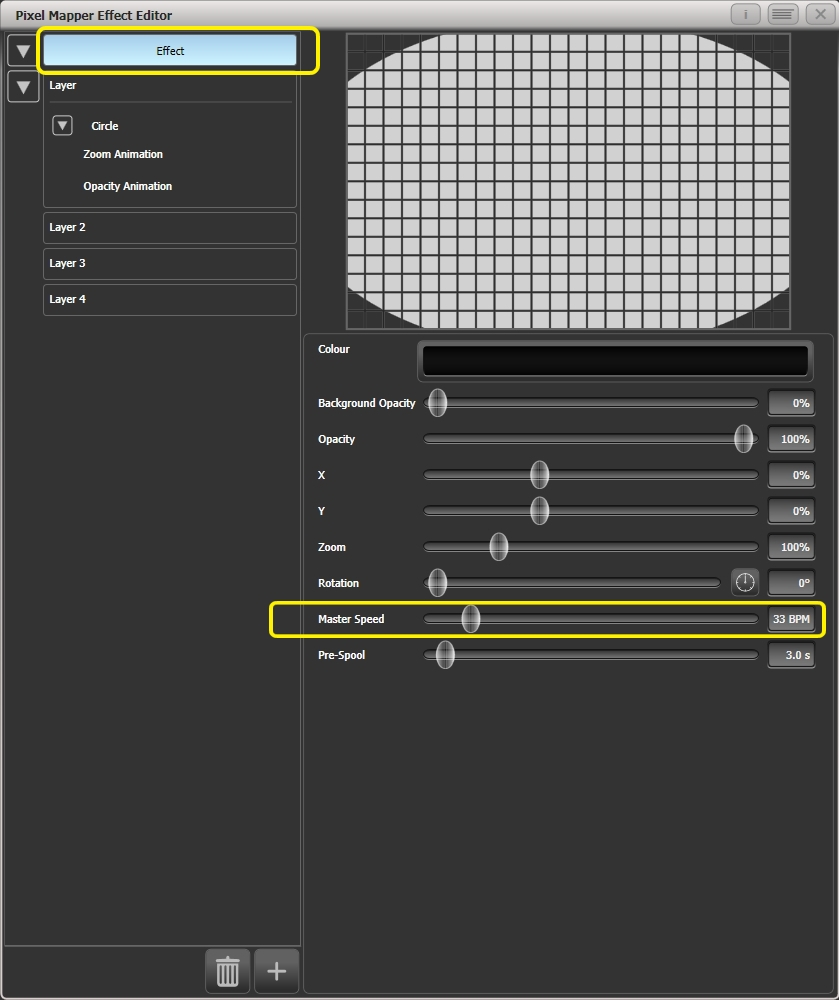 Pixel Mapper Effect Editor
i
Effect
Layer
Circle
Zoom Animation
Opacity Animation
Layer 2
Layer 3
Layer 4
Colour
Background Opacity 0%
Opacity 100%
X 0%
Y 0%
Zoom 100%
Rotation 0°
Master Speed 33 BPM
Pre-Spool 3.0 s